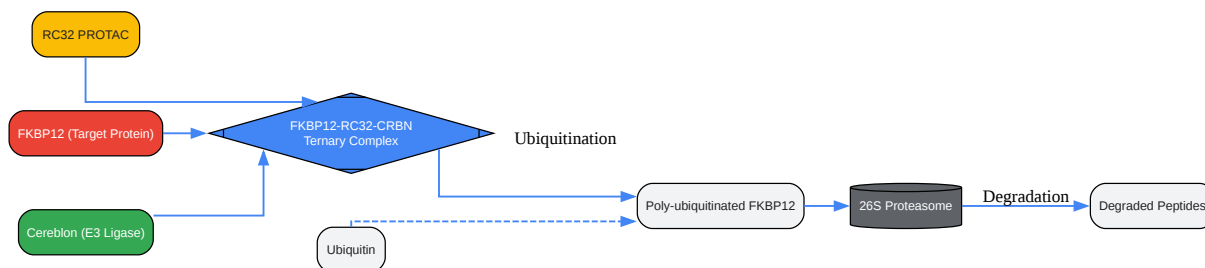 RC32 PROTAC
FKBP12 (Target Protein)
FKBP12-RC32-CRBN
Ternary Complex
Ubiquitination
Cereblon (E3 Ligase)
Ubiquitin
Poly-ubiquitinated FKBP12
26S Proteasome
Degradation
Degraded Peptides